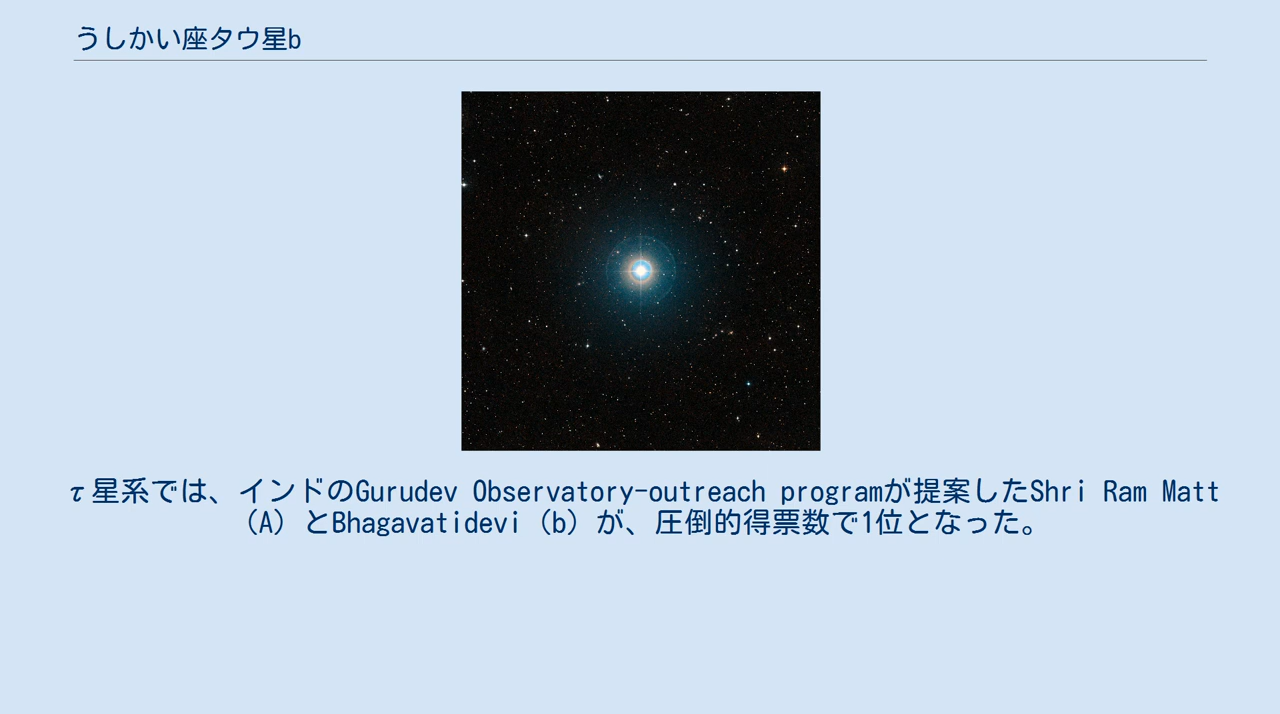 うしかい座タウ星b
τ星系では、インドのGurudev Observatory-outreach programが提案したShri Ram Matt
（A）とBhagavatidevi（b）が、圧倒的得票数で1位となった。